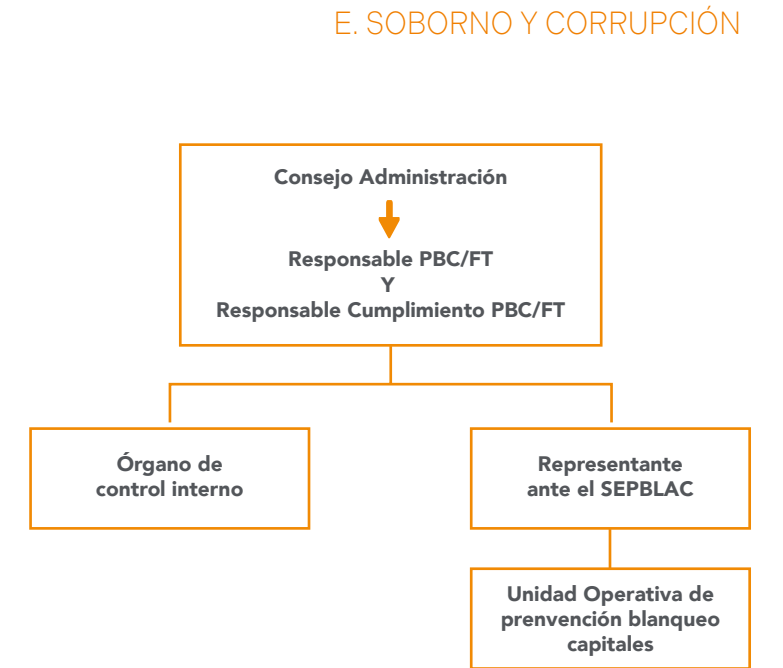 E. SOBORNO Y CORRUPCIÓN
Consejo Administración
Responsable PBC/FT
Y
Responsable Cumplimiento PBC/FT
Órgano de
control interno
Representante
ante el SEPBLAC
Unidad Operativa de
prenvención blanqueo
capitales